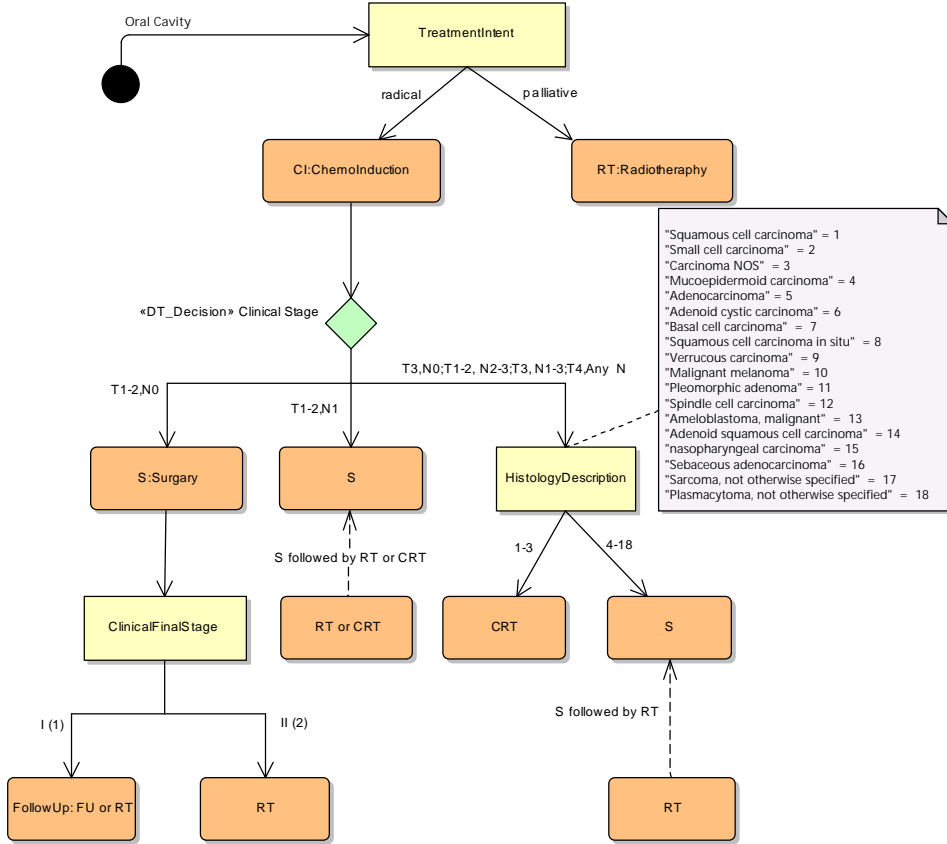 Oral Cavity
TreatmentIntent
radical
palliative
CI:ChemoInduction
RT:Radiotheraphy
"Squamous cell carcinoma" = 1
"Small cell carcinoma" = 2
"Carcinoma NOS" = 3
"Mucoepidermoid carcinoma" = 4
"Adenocarcinoma" = 5
"Adenoid cystic carcinoma" = 6
"Basal cell carcinoma" = 7
"Squamous cell carcinoma in situ" = 8
"Verrucous carcinoma" = 9
"Malignant melanoma" = 10
"Pleomorphic adenoma" = 11
"Spindle cell carcinoma" = 12
"Ameloblastoma, malignant" = 13
"Adenoid squamous cell carcinoma" = 14
"nasopharyngeal carcinoma" = 15
"Sebaceous adenocarcinoma" = 16
"Sarcoma, not otherwise specified" = 17
"Plasmacytoma, not otherwise specified" = 18
«DT_Decision» Clinical Stage
T1-2,N0
T1-2,N1
T3,N0;T1-2, N2-3;T3, N1-3;T4,Any N
S:Surgary
S
HistologyDescription
S followed by RT or CRT
1-3
4-18
ClinicalFinalStage
RT or CRT
CRT
S
I (1)
II (2)
S followed by RT
FollowUp: FU or RT
RT
RT